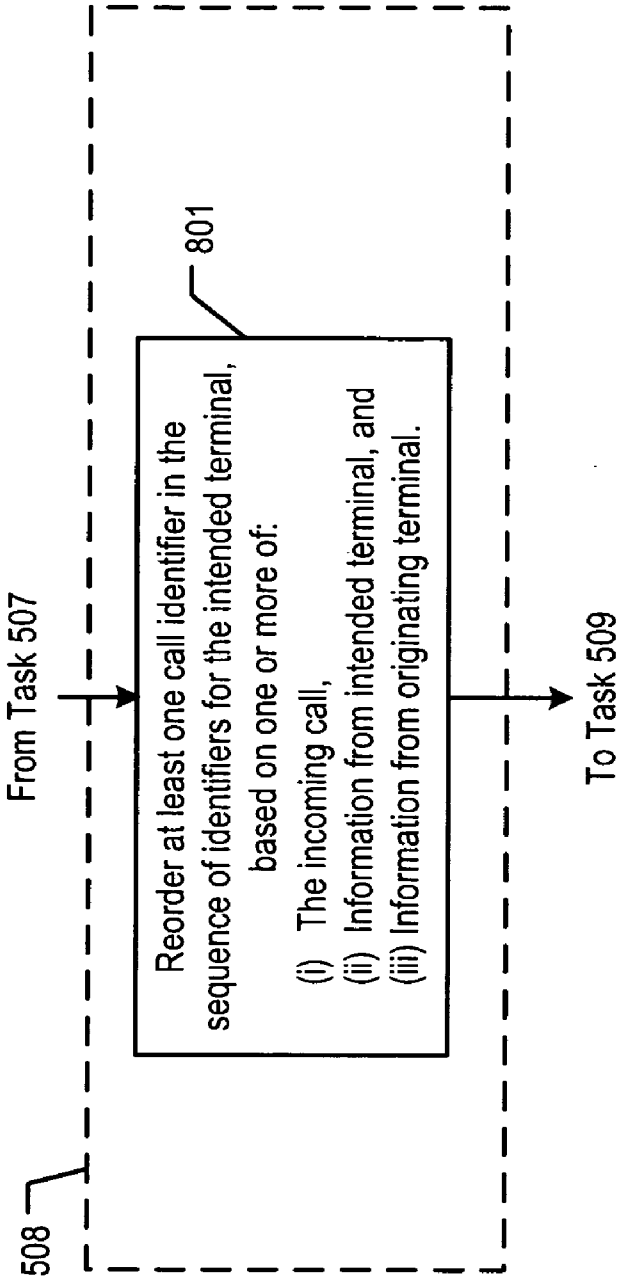 508
From Task 507
801
Reorder at least one call identifier in the
sequence of identifiers for the intended terminal,
based on one or more of:
(i) The incoming call,
(ii) Information from intended terminal, and
(iii) Information from originating terminal.
To Task 509